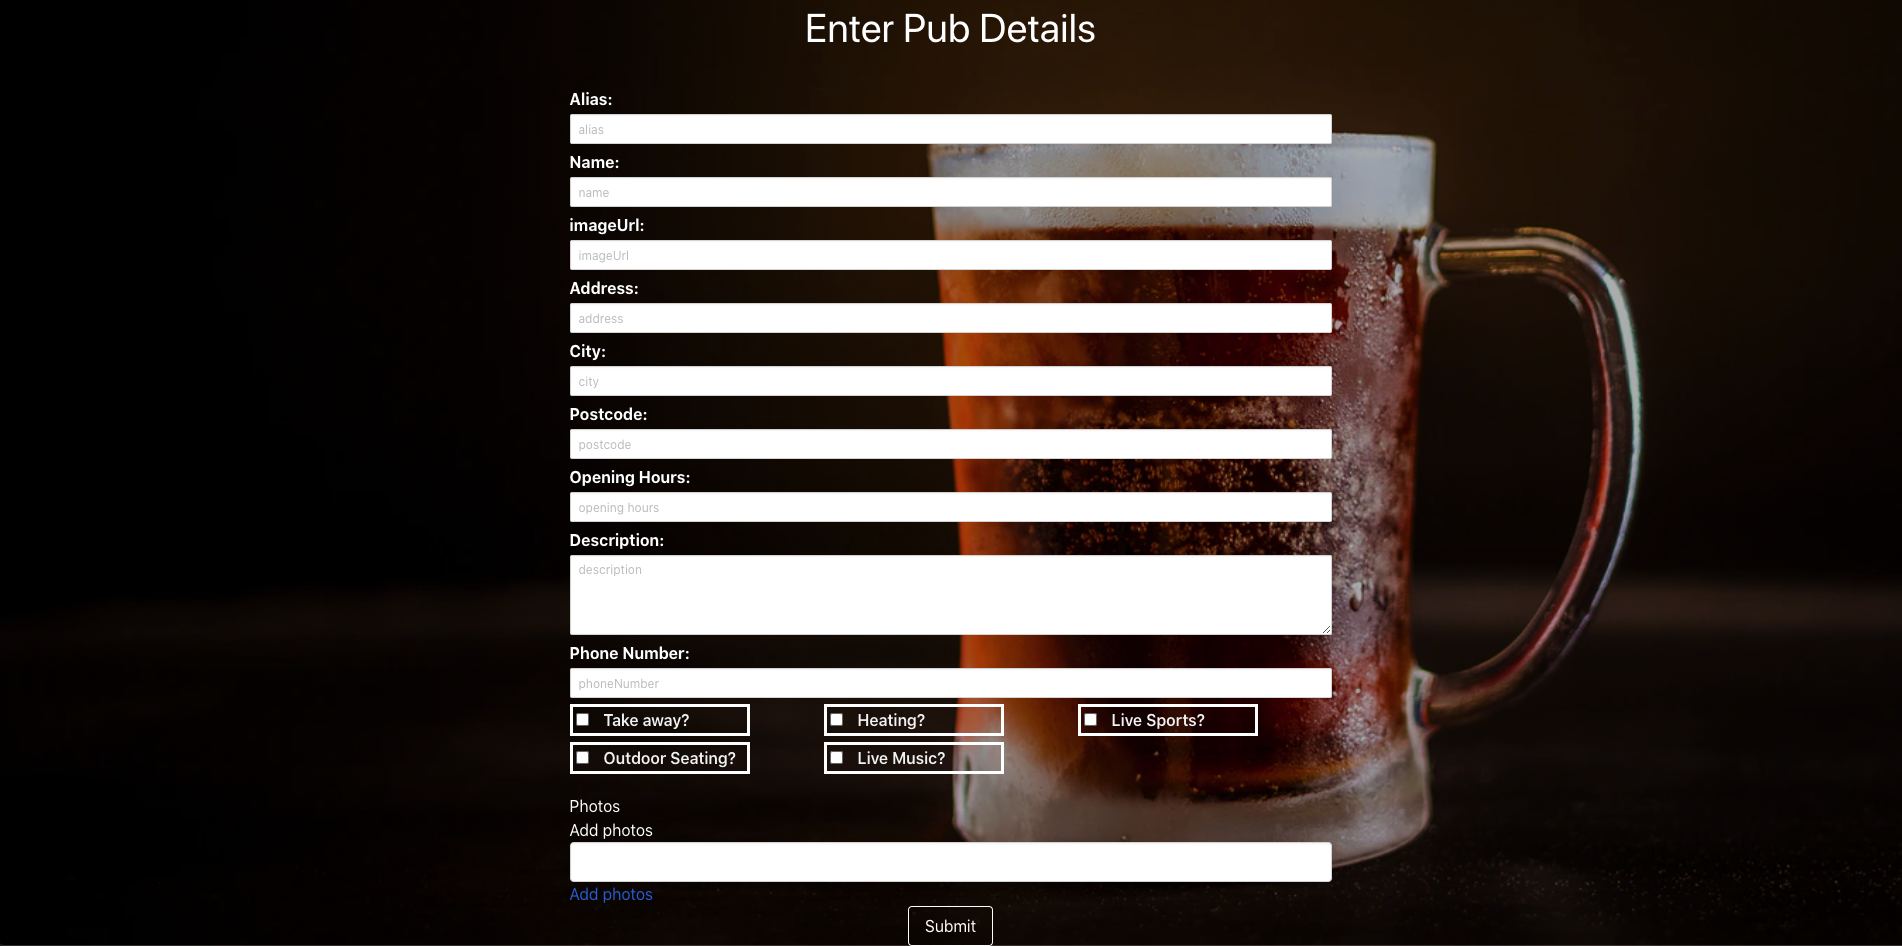 Enter Pub Details
Alias:
alias
Name:
name
imageUrl:
imageUrl
Address:
address
City:
city
Postcode:
postcode
Opening Hours:
opening hours
Description:
description
Phone Number:
phoneNumber
Take away? Heating? Live Sports?
Outdoor Seating? Live Music?
Photos
Add photos
Add photos
Submit